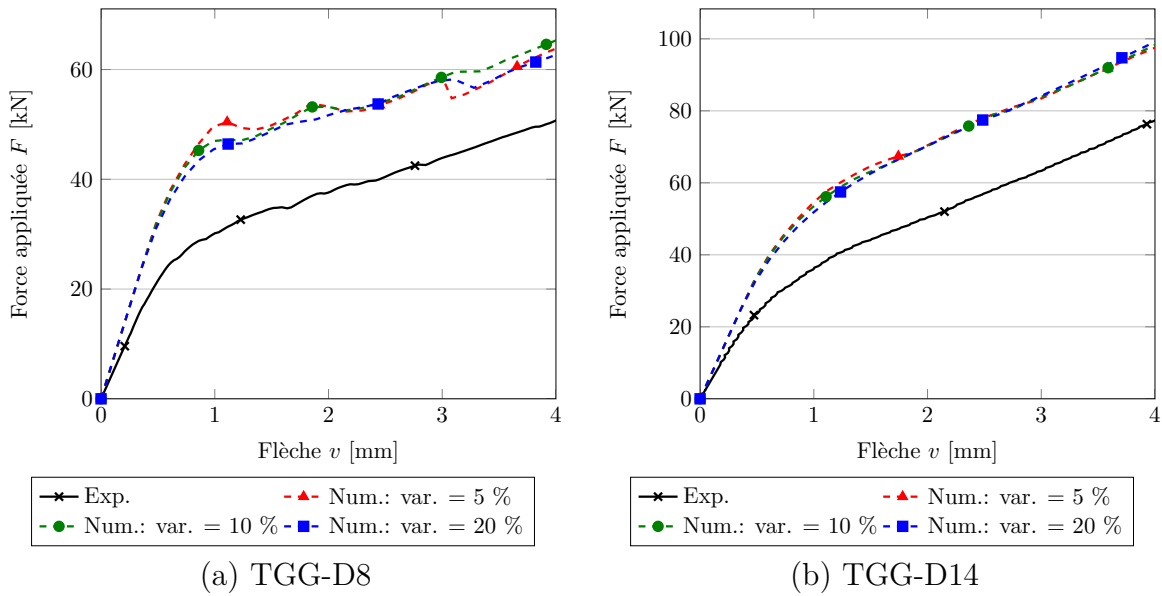 60
40
20
0
0
1
2
3
4
Force appliquée F [kN]
Flèche v [mm]
Exp.
Num.: var. = 5 %
Num.: var. = 10 %
Num.: var. = 20 %
(a) TGG-D8
100
80
60
40
20
0
0
1
2
3
4
Force appliquée F [kN]
Flèche v [mm]
Exp.
Num.: var. = 5 %
Num.: var. = 10 %
Num.: var. = 20 %
(b) TGG-D14